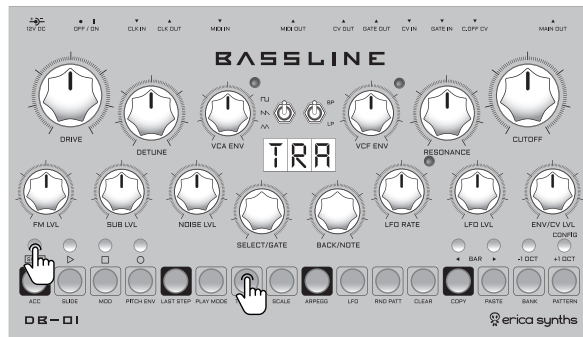 12V DC
OFF / ON
CLK IN
CLK OUT
MIDI IN
MIDI OUT
CV OUT
GATE OUT
CV IN
GATE IN
C.OFF CV
MAIN OUT
BASSLINE
DRIVE
DETUNE
VCA ENV
BP
LP
VCF ENV
RESONANCE
CUTOFF
TRA
FM LVL
SUB LVL
NOISE LVL
SELECT/GATE
BACK/NOTE
LFO RATE
LFO LVL
ENV/CV LVL
CONFIG
BAR
-1 OCT
+1 OCT
ACC
SLIDE
MOD
PITCH ENV
LAST STEP
PLAY MODE
SCALE
ARPEGG
LFO
RND PATT
CLEAR
COPY
PASTE
BANK
PATTERN
DB-01
erica synths